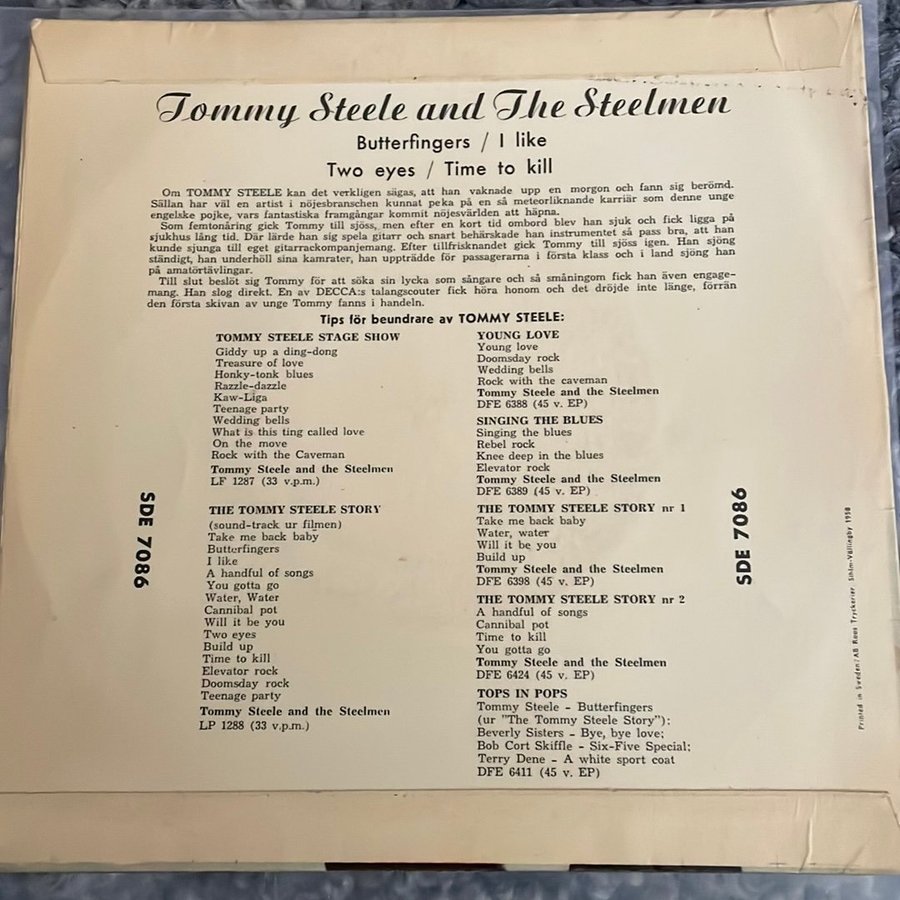 Tommy Steele and The Steelmen
Butterfingers / I like
Two eyes / Time to kill
Om TOMMY STEELE kan det verkligen sägas, att han vaknade upp en morgon och fann sig berömd.
Sällan har väl en artist i nöjesbranschen kunnat peka på en så meteorliknande karriär som denne unge
engelske pojke, vars fantastiska framgångar kommit nöjesvärlden att häpna.
Som femtonåring gick Tommy till sjöss, men efter en kort tid ombord blev han sjuk och fick ligga på
sjukhus lång tid. Där lärde han sig spela gitarr och snart behärskade han instrumentet så pass bra, att han
kunde sjunga till eget gitarrackompanjemang. Efter tillfrisknandet gick Tommy till sjöss igen. Han sjöng
ständigt, han underhöll sina kamrater, han uppträdde för passagerarna i första klass och i land sjöng han
på amatörtävlingar.
Till slut beslöt sig Tommy för att söka sin lycka som sångare och så småningom fick han även engage-
mang. Han slog direkt. En av DECCA:s talangscouter fick höra honom och det dröjde inte länge, förrän
den första skivan av unge Tommy fanns i handeln.
Tips för beundrare av TOMMY STEELE:
TOMMY STEELE STAGE SHOW
Giddy up a ding-dong
Treasure of love
Honky-tonk blues
Razzle-dazzle
Kaw-Liga
Teenage party
Wedding bells
What is this ting called love
On the move
Rock with the Caveman
Tommy Steele and the Steelmen
LF 1287 (33 v.p.m.)
THE TOMMY STEELE STORY
(sound-track ur filmen)
Take me back baby
Butterfingers
I like
A handful of songs
You gotta go
Water, Water
Cannibal pot
Will it be you
Two eyes
Build up
Time to kill
Elevator rock
Doomsday rock
Teenage party
Tommy Steele and the Steelmen
LP 1288 (33 v.p.m.)
YOUNG LOVE
Young love
Doomsday rock
Wedding bells
Rock with the caveman
Tommy Steele and the Steelmen
DFE 6388 (45 v. EP)
SINGING THE BLUES
Singing the blues
Rebel rock
Knee deep in the blues
Elevator rock
Tommy Steele and the Steelmen
DFE 6389 (45 v. EP)
THE TOMMY STEELE STORY nr 1
Take me back baby
Water, water
Will it be you
Build up
Tommy Steele and the Steelmen
DFE 6398 (45 v. EP)
THE TOMMY STEELE STORY nr 2
A handful of songs
Cannibal pot
Time to kill
You gotta go
Tommy Steele and the Steelmen
DFE 6424 (45 v. EP)
TOPS IN POPS
Tommy Steele - Butterfingers
(ur "The Tommy Steele Story");
Beverly Sisters - Bye, bye love;
Bob Cort Skiffle - Six-Five Special;
Terry Dene - A white sport coat
DFE 6411 (45 v. EP)
SDE 7086
SDE 7086
Printed in Sweden/AB Roos Tryckerier, Sthlm-Vällingby 1958